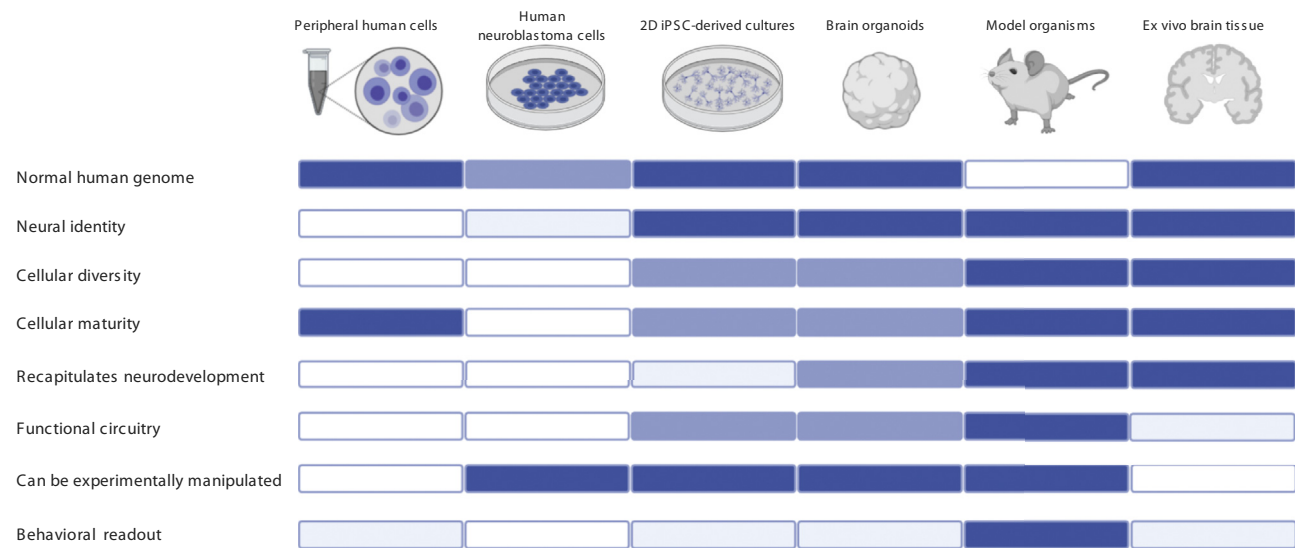 Peripheral human cells
Human
neuroblastoma cells
2D iPSC-derived cultures
Brain organoids
Model organisms
Ex vivo brain tissue
Normal human genome
Neural identity
Cellular diversity
Cellular maturity
Recapitulates neurodevelopment
Functional circuitry
Can be experimentally manipulated
Behavioral readout